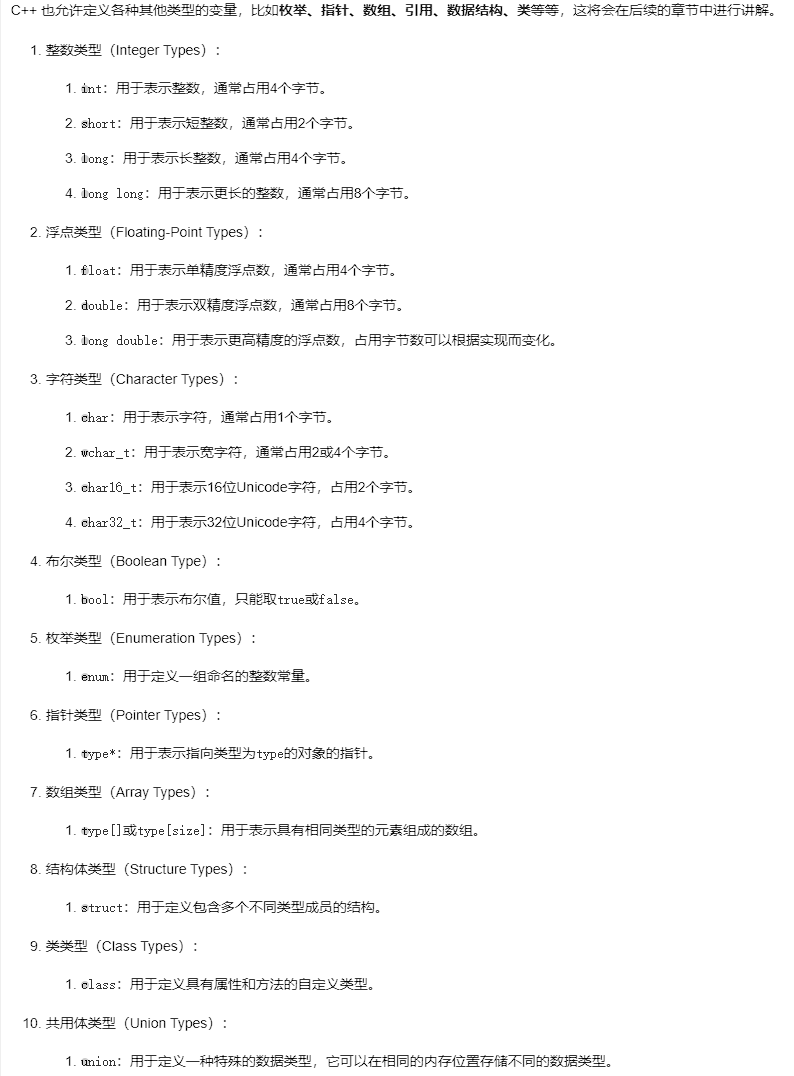 C++ 也允许定义各种其他类型的变量，比如枚举、指针、数组、引用、数据结构、类等等，这将会在后续的章节中进行讲解。
1. 整数类型（Integer Types）：
1. int：用于表示整数，通常占用4个字节。
2. short：用于表示短整数，通常占用2个字节。
3. long：用于表示长整数，通常占用4个字节。
4. long long：用于表示更长的整数，通常占用8个字节。
2. 浮点类型（Floating-Point Types）：
1. float：用于表示单精度浮点数，通常占用4个字节。
2. double：用于表示双精度浮点数，通常占用8个字节。
3. long double：用于表示更高精度的浮点数，占用字节数可以根据实现而变化。
3. 字符类型（Character Types）：
1. char：用于表示字符，通常占用1个字节。
2. wchar_t：用于表示宽字符，通常占用2或4个字节。
3. char16_t：用于表示16位Unicode字符，占用2个字节。
4. char32_t：用于表示32位Unicode字符，占用4个字节。
4. 布尔类型（Boolean Type）：
1. bool：用于表示布尔值，只能取true或false。
5. 枚举类型（Enumeration Types）：
1. enum：用于定义一组命名的整数常量。
6. 指针类型（Pointer Types）：
1. type*：用于表示指向类型为type的对象的指针。
7. 数组类型（Array Types）：
1. type[]或type[size]：用于表示具有相同类型的元素组成的数组。
8. 结构体类型（Structure Types）：
1. struct：用于定义包含多个不同类型成员的结构。
9. 类类型（Class Types）：
1. class：用于定义具有属性和方法的自定义类型。
10. 共用体类型（Union Types）：
1. union：用于定义一种特殊的数据类型，它可以在相同的内存位置存储不同的数据类型。